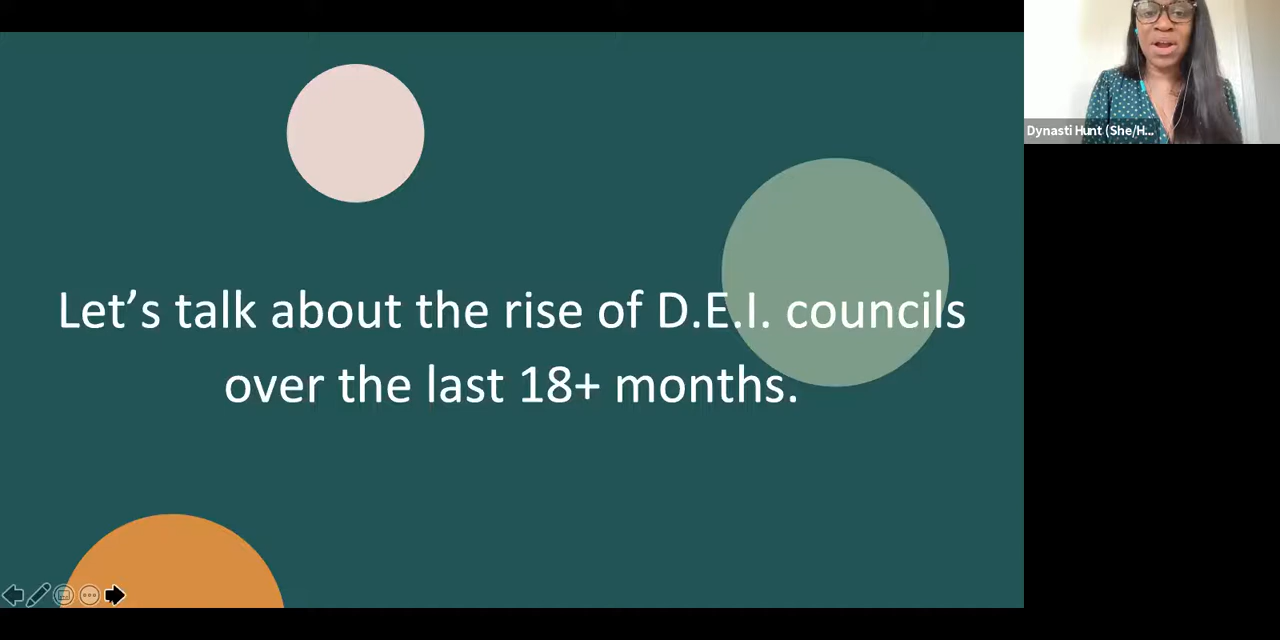 Let’s talk about the rise of D.E.I. councils
over the last 18+ months.
Dynasti Hunt (She/H...